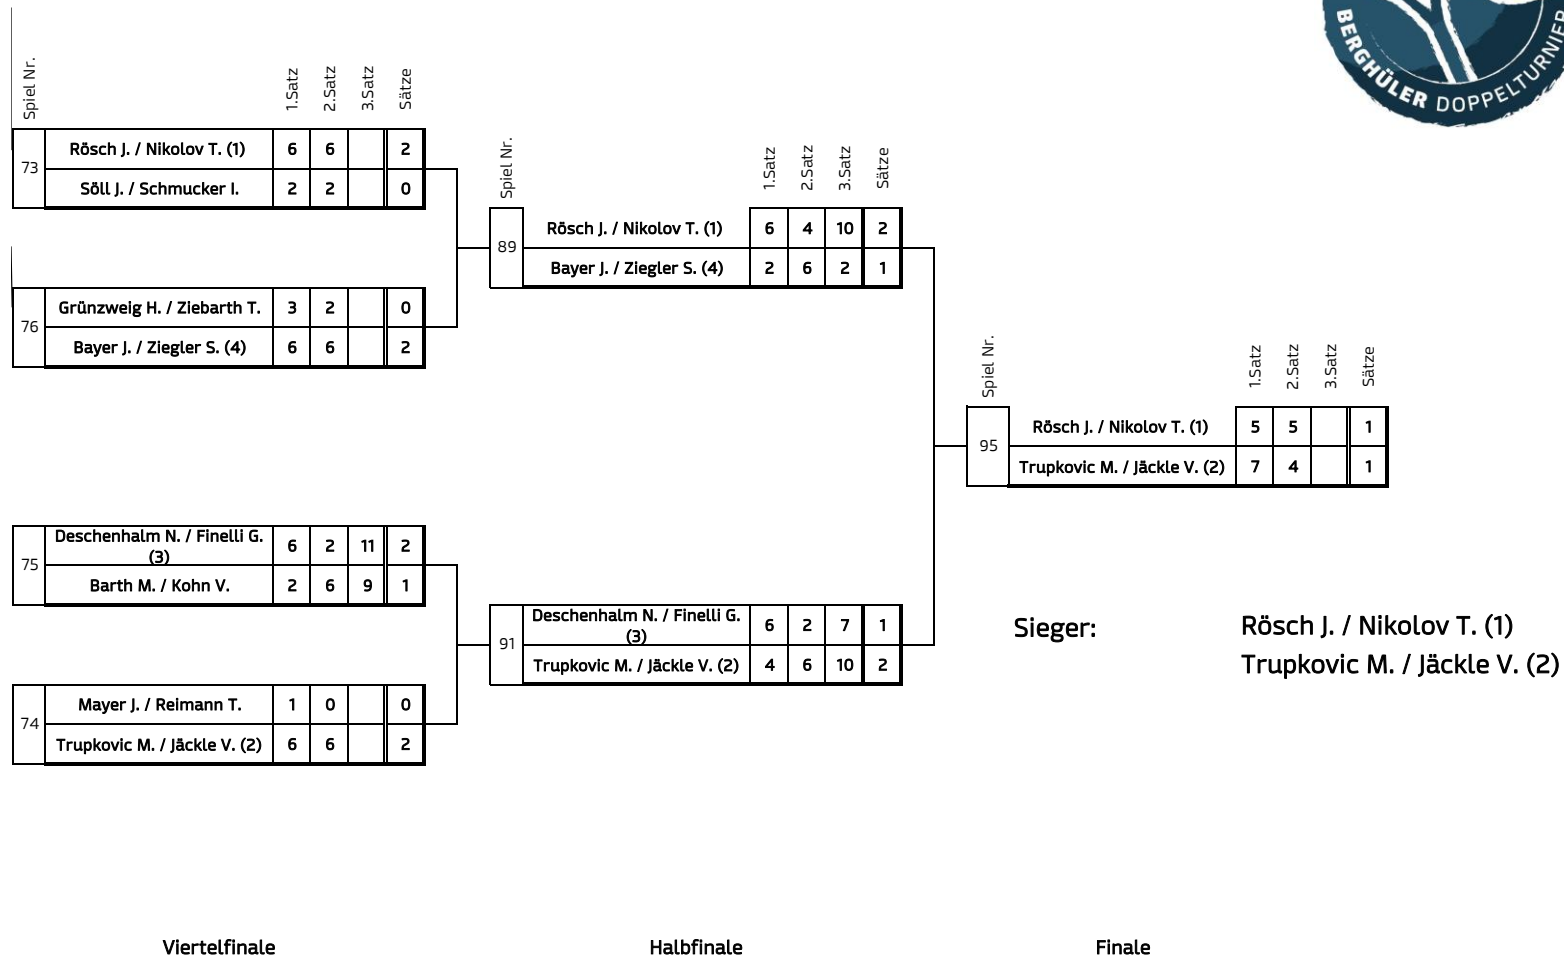 Spiel Nr.
1.Satz
2.Satz
3.Satz
Sätze
73
Rösch J. / Nikolov T. (1) 6 6 2
Söll J. / Schmucker I. 2 2 0
76
Grünzweig H. / Ziebarth T. 3 2 0
Bayer J. / Ziegler S. (4) 6 6 2
75
Deschenhalm N. / Finelli G.
(3) 6 2 11 2
Barth M. / Kohn V. 2 6 9 1
74
Mayer J. / Reimann T. 1 0 0
Trupkovic M. / Jäckle V. (2) 6 6 2
Viertelfinale
Spiel Nr.
1.Satz
2.Satz
3.Satz
Sätze
89
Rösch J. / Nikolov T. (1) 6 4 10 2
Bayer J. / Ziegler S. (4) 2 6 2 1
91
Deschenhalm N. / Finelli G.
(3) 6 2 7 1
Trupkovic M. / Jäckle V. (2) 4 6 10 2
Halbfinale
BERGHÜLER DOPPELTURNIER
Spiel Nr.
1.Satz
2.Satz
3.Satz
Sätze
95
Rösch J. / Nikolov T. (1) 5 5 1
Trupkovic M. / Jäckle V. (2) 7 4 1
Sieger: Rösch J. / Nikolov T. (1)
Trupkovic M. / Jäckle V. (2)
Finale